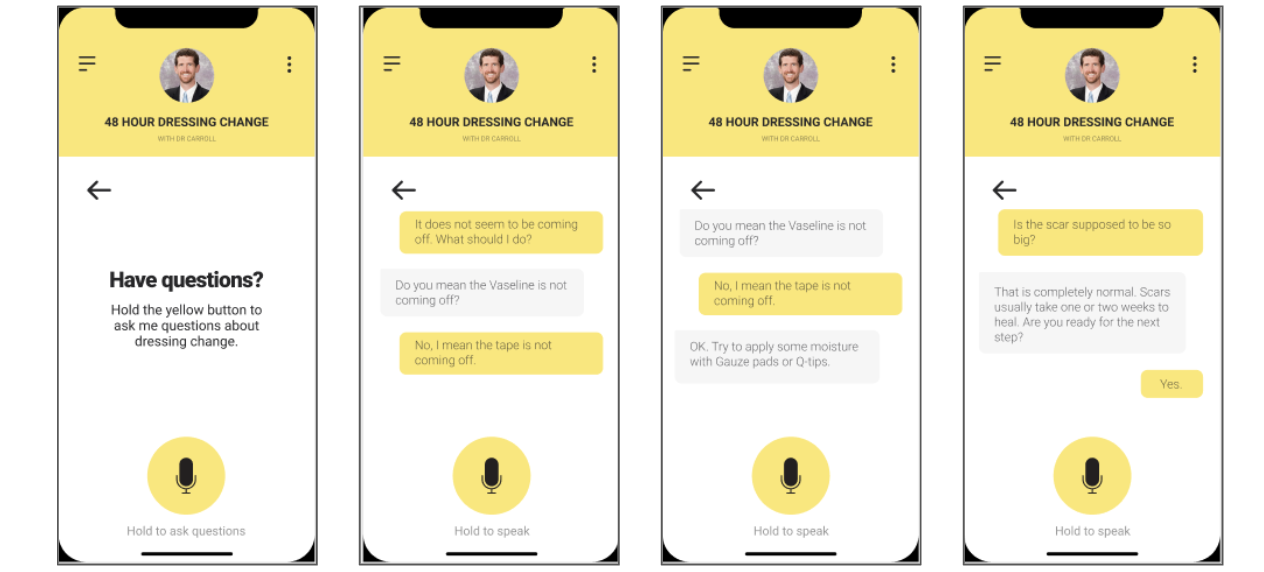 48 HOUR DRESSING CHANGE
WITH DR CARROLL
Have questions?
Hold the yellow button to
ask me questions about
dressing change.
Hold to ask questions
48 HOUR DRESSING CHANGE
WITH DR CARROLL
It does not seem to be coming
off. What should I do?
Do you mean the Vaseline is not
coming off?
No, I mean the tape is not
coming off.
Hold to speak
48 HOUR DRESSING CHANGE
WITH DR CARROLL
Do you mean the Vaseline is not
coming off?
No, I mean the tape is not
coming off.
OK. Try to apply some moisture
with Gauze pads or Q-tips.
Hold to speak
48 HOUR DRESSING CHANGE
WITH DR CARROLL
Is the scar supposed to be so
big?
That is completely normal. Scars
usually take one or two weeks to
heal. Are you ready for the next
step?
Yes.
Hold to speak